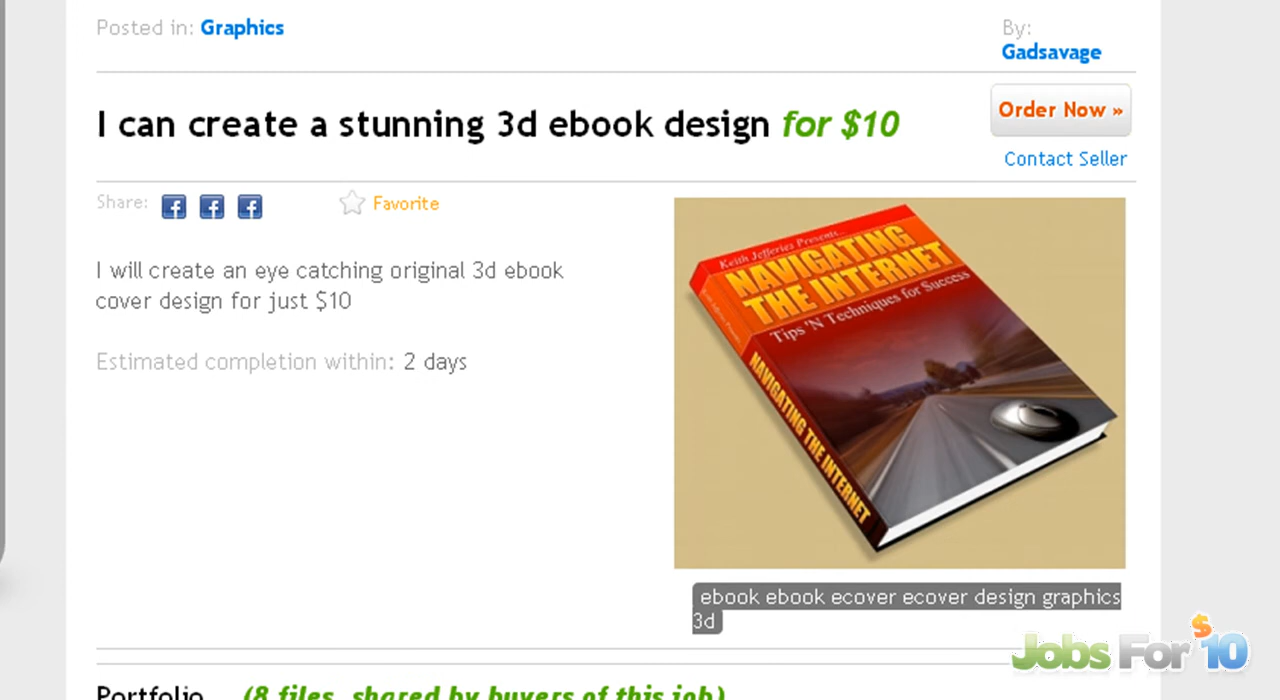 Posted in: Graphics
By:
Gadsavage
I can create a stunning 3d ebook design for $10
Order Now »
Contact Seller
Share:
Favorite
I will create an eye catching original 3d ebook
cover design for just $10
Estimated completion within: 2 days
Keith Jefferies Presents...
NAVIGATING
THE INTERNET
Tips 'N Techniques for Success
NAVIGATING THE INTERNET
ebook ebook ecover ecover design graphics
3d
Jobs For $10
Portfolio (8 files, shared by buyers of this job)